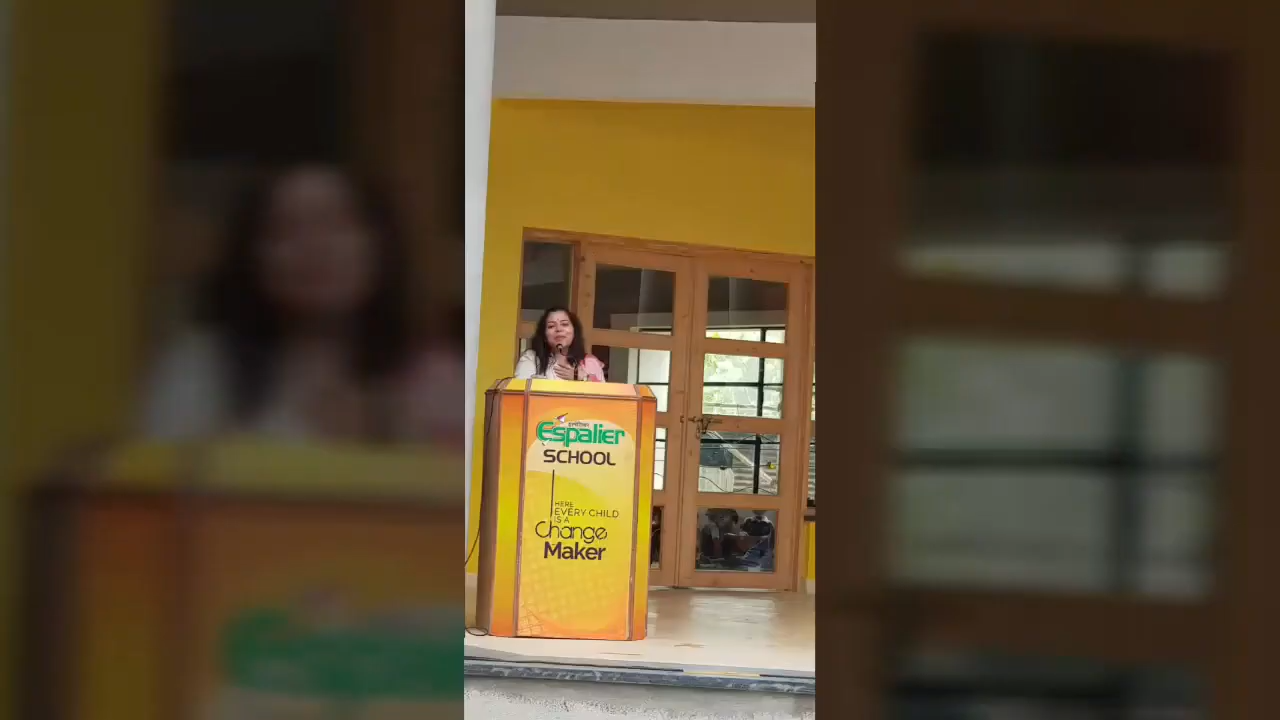 Espalier
SCHOOL
HERE
EVERY CHILD
IS A
Change
Maker